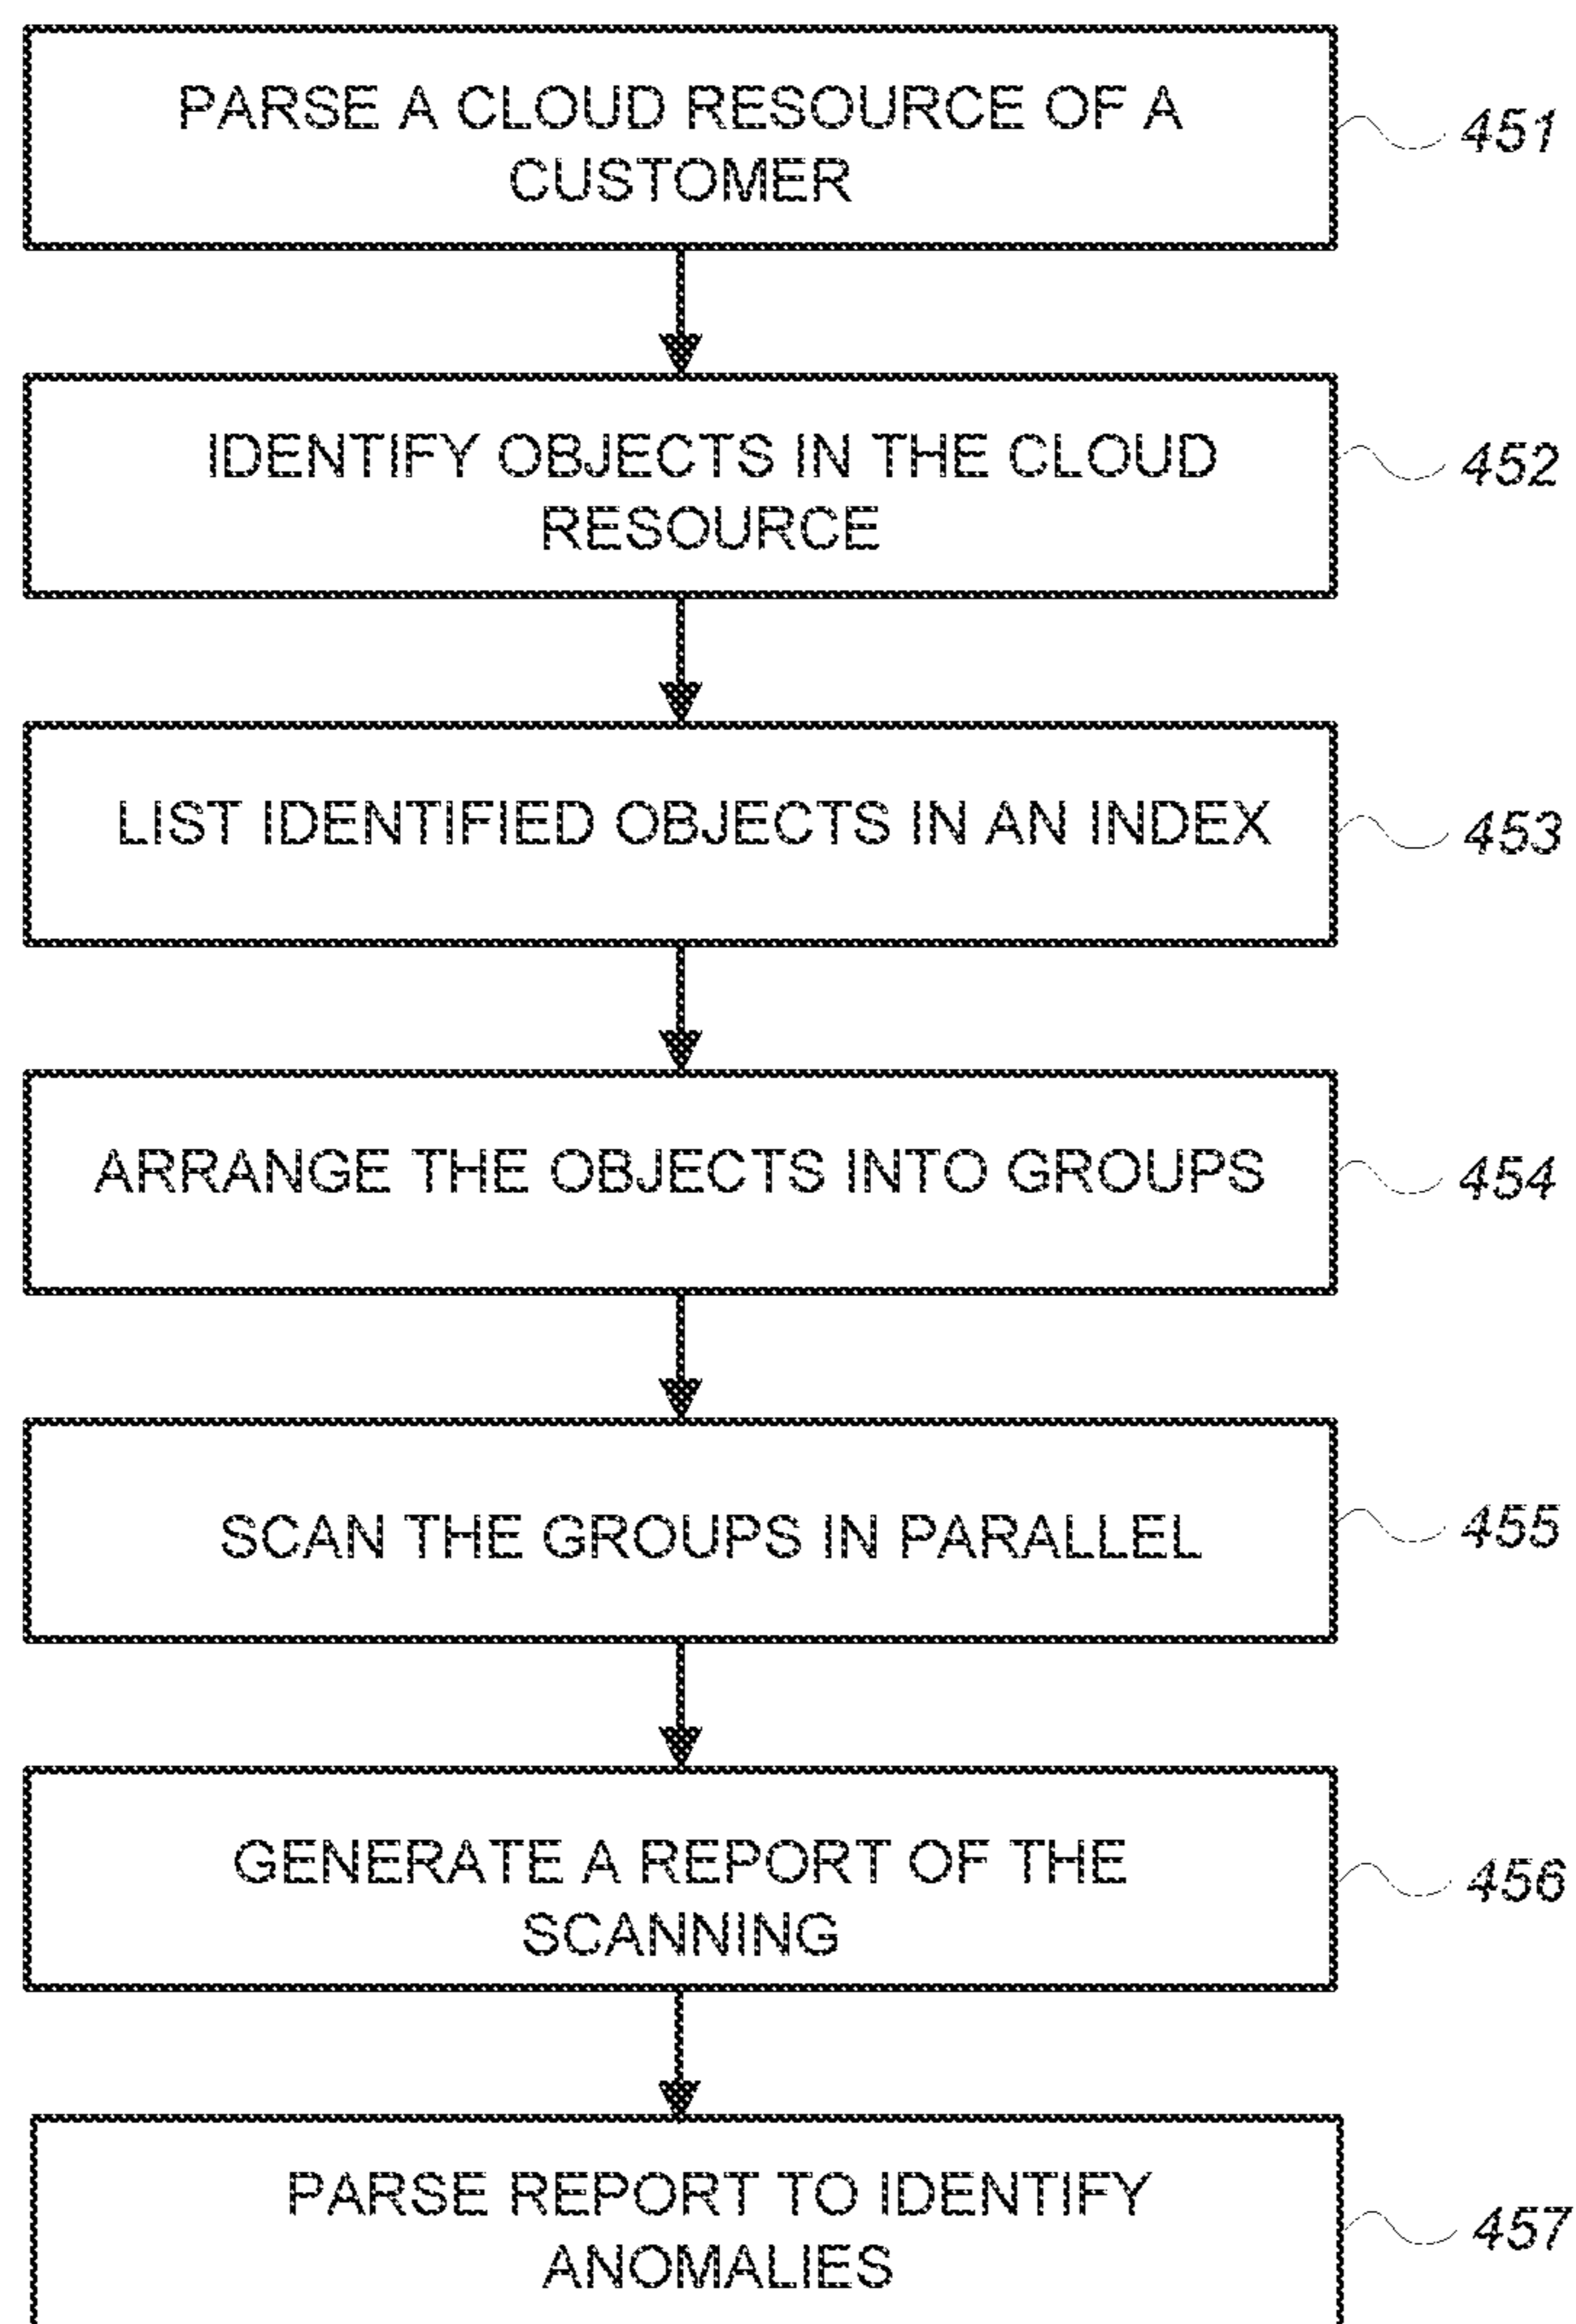 PARSE A CLOUD RESOURCE OF A
CUSTOMER
451
IDENTIFY OBJECTS IN THE CLOUD
RESOURCE
452
LIST IDENTIFIED OBJECTS IN AN INDEX
453
ARRANGE THE OBJECTS INTO GROUPS
454
SCAN THE GROUPS IN PARALLEL
455
GENERATE A REPORT OF THE
SCANNING
456
PARSE REPORT TO IDENTIFY
ANOMALIES
457